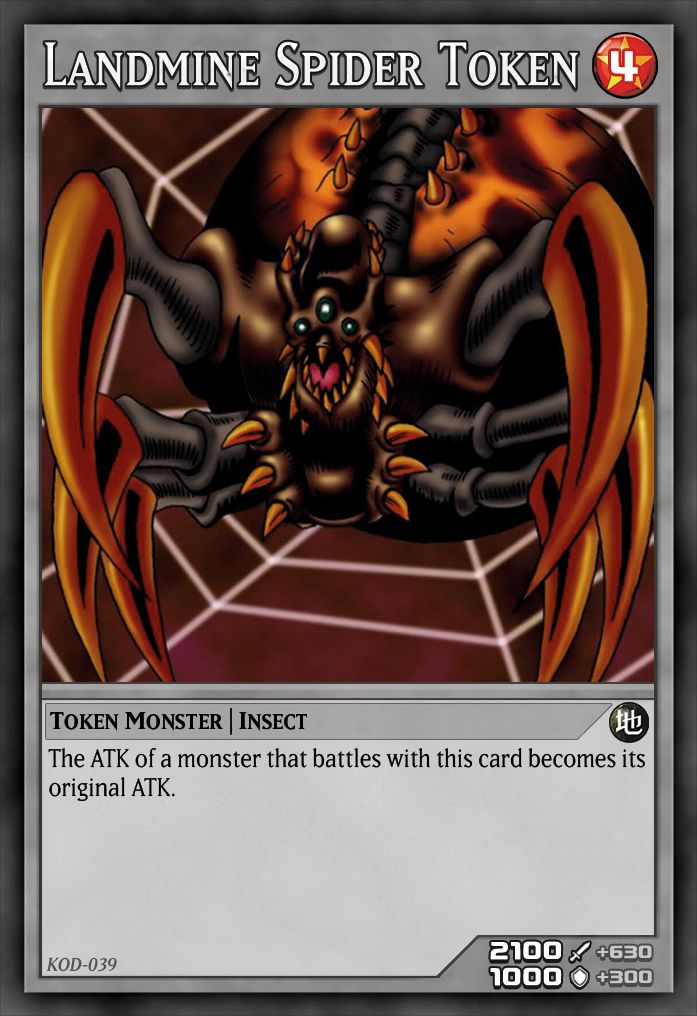 LANDMINE SPIDER TOKEN 4
TOKEN MONSTER | INSECT 地
The ATK of a monster that battles with this card becomes its
original ATK.
2100 +630
KOD-039 1000 +300